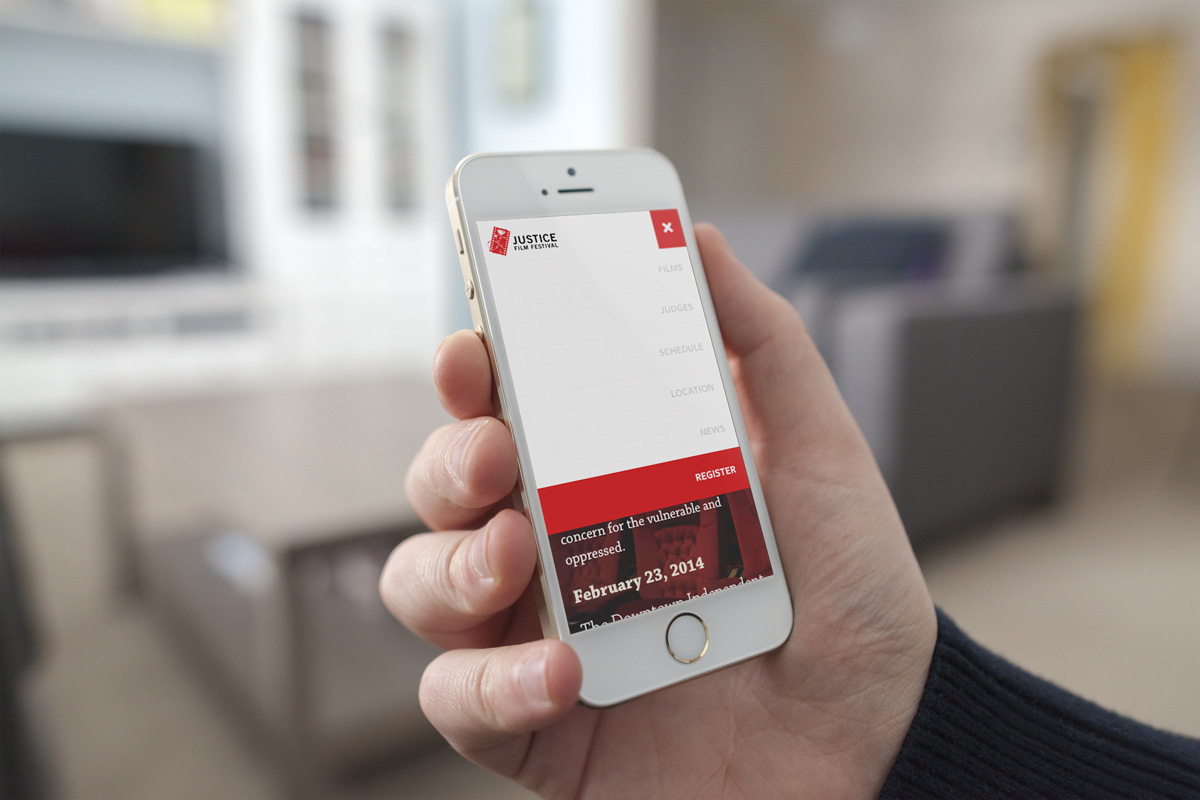 JUSTICE
FILM FESTIVAL
FILMS
JUDGES
SCHEDULE
LOCATION
NEWS
REGISTER
concern for the vulnerable and
oppressed.
February 23, 2014
The Downtown Independent